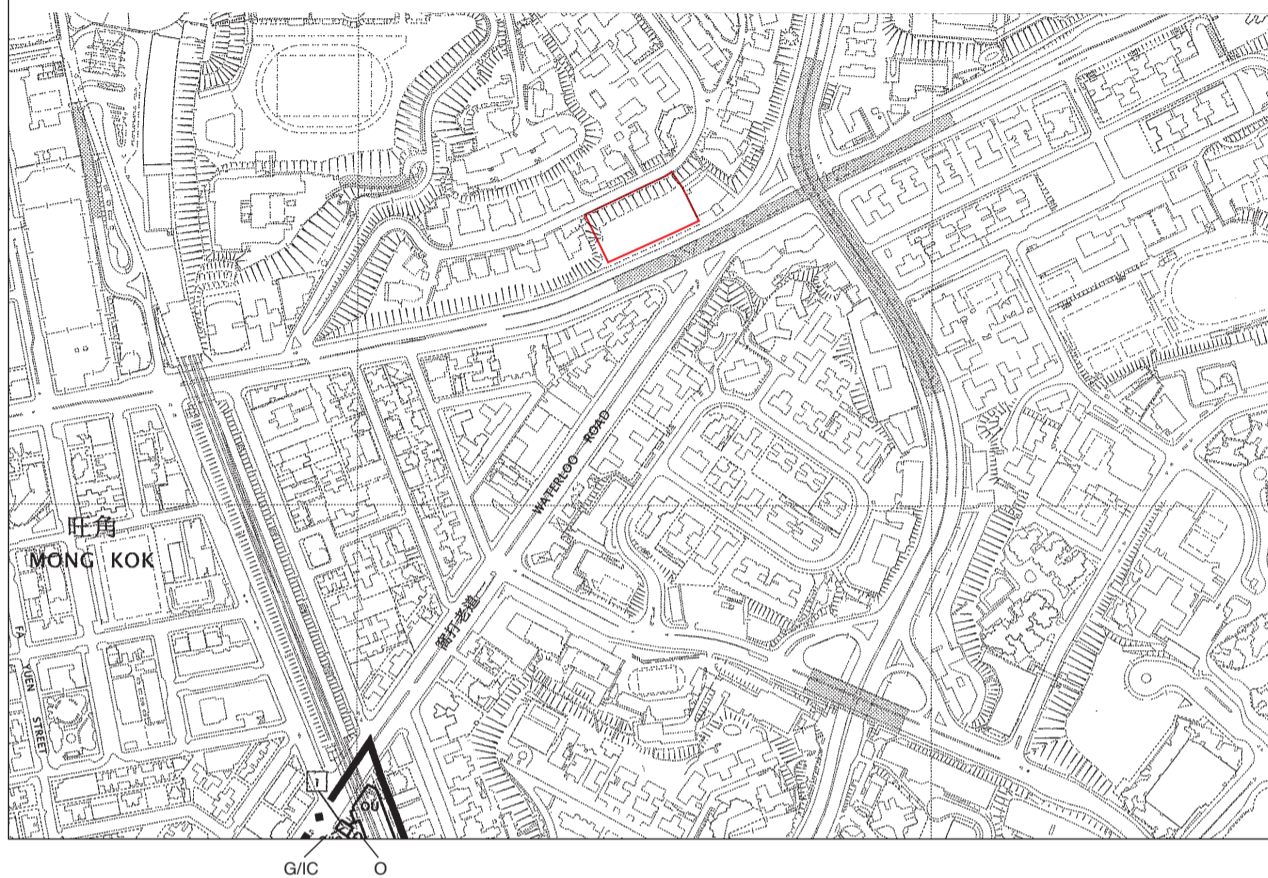 WATERLOO ROAD
旺角
MONG KOK
窩打老道
FA
YUEN
STREET
1
OU
G/IC
O